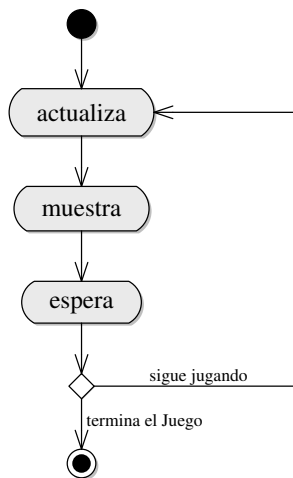 actualiza
muestra
espera
sigue jugando
termina el Juego